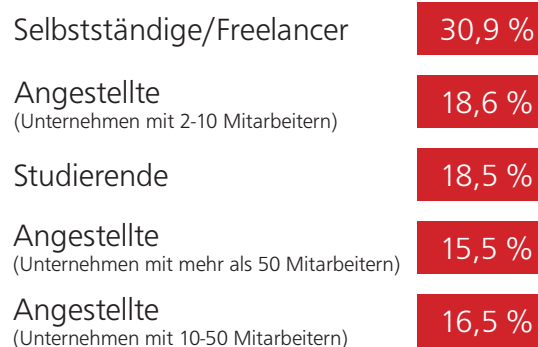 Selbstständige/Freelancer 30,9 %
Angestellte
(Unternehmen mit 2-10 Mitarbeitern) 18,6 %
Studierende 18,5 %
Angestellte
(Unternehmen mit mehr als 50 Mitarbeitern) 15,5 %
Angestellte
(Unternehmen mit 10-50 Mitarbeitern) 16,5 %